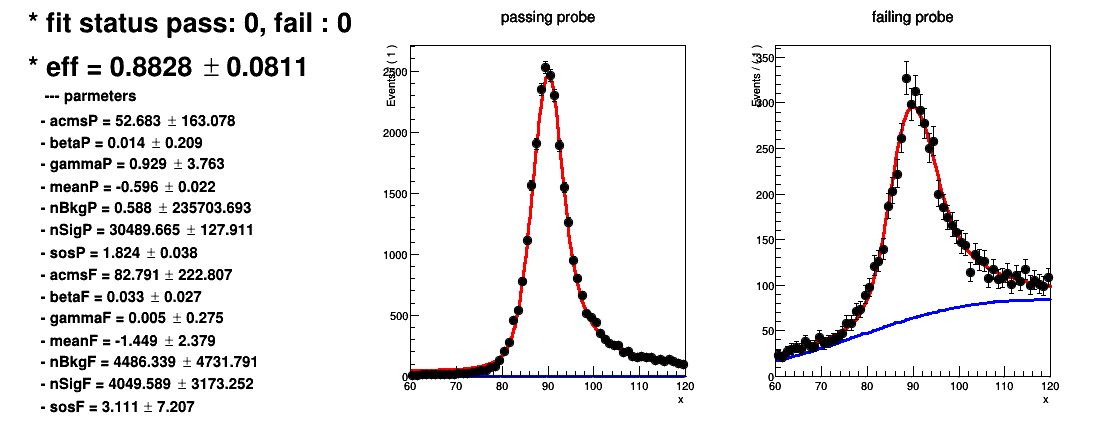 * fit status pass: 0, fail : 0
* eff = 0.8828 ± 0.0811
--- parmeters
- acmsP = 52.683 ± 163.078
- betaP = 0.014 ± 0.209
- gammaP = 0.929 ± 3.763
- meanP = -0.596 ± 0.022
- nBkgP = 0.588 ± 235703.693
- nSigP = 30489.665 ± 127.911
- sosP = 1.824 ± 0.038
- acmsF = 82.791 ± 222.807
- betaF = 0.033 ± 0.027
- gammaF = 0.005 ± 0.275
- meanF = -1.449 ± 2.379
- nBkgF = 4486.339 ± 4731.791
- nSigF = 4049.589 ± 3173.252
- sosF = 3.111 ± 7.207
passing probe
Events / ( 1 )
2500
2000
1500
1000
500
0
60 70 80 90 100 110 120
x
failing probe
Events / ( 1 )
350
300
250
200
150
100
50
0
60 70 80 90 100 110 120
x